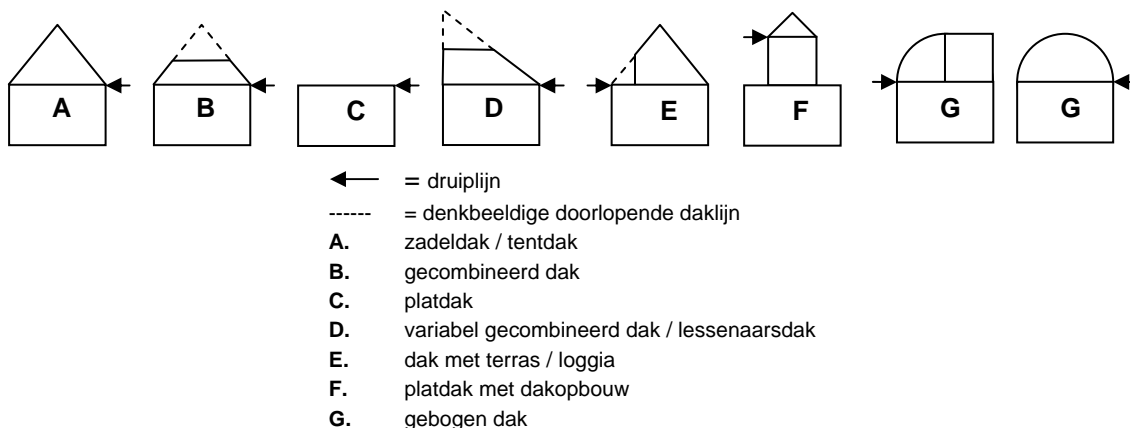 A B C D E F G G
= druiplijn
------ = denkbeeldige doorlopende daklijn
A. zadeldak / tentdak
B. gecombineerd dak
C. platdak
D. variabel gecombineerd dak / lessenaarsdak
E. dak met terras / loggia
F. platdak met dakopbouw
G. gebogen dak